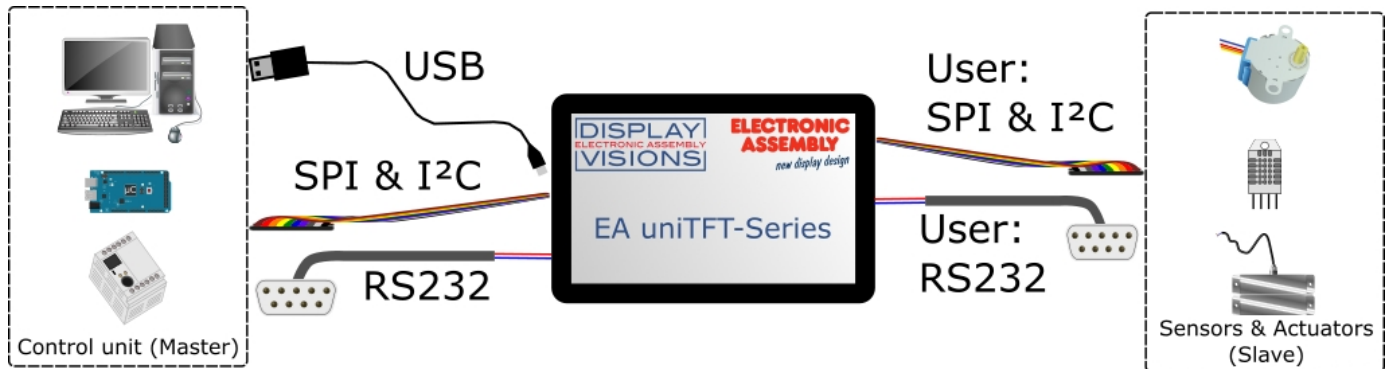 USB
SPI & I²C
RS232
Control unit (Master)
DISPLAY
ELECTRONIC ASSEMBLY
VISIONS
ELECTRONIC
ASSEMBLY
new display design
EA uniTFT-Series
User:
SPI & I²C
User:
RS232
Sensors & Actuators
(Slave)